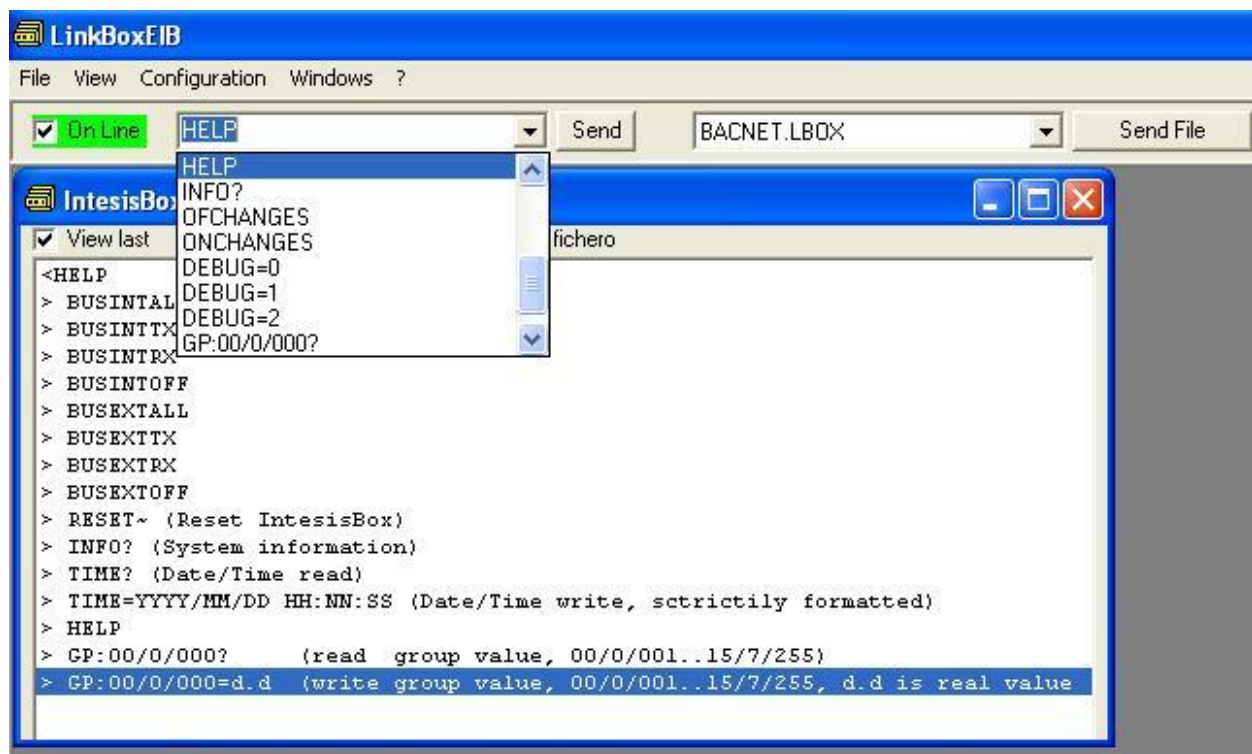 LinkBoxEIB
File View Configuration Windows ?
On Line HELP Send BACNET.LBOX Send File
HELP
INFO?
OFCHANGES
ONCHANGES
DEBUG=0
DEBUG=1
DEBUG=2
GP:00/0/000?
View last fichero
<HELP
> BUSINTTX
> BUSINTRX
> BUSINTOFF
> BUSEXTALL
> BUSEXTTX
> BUSEXTRX
> BUSEXTOFF
> RESET~ (Reset IntesisBox)
> INFO? (System information)
> TIME? (Date/Time read)
> TIME=YYYY/MM/DD HH:NN:SS (Date/Time write, sctrictily formatted)
> HELP
> GP:00/0/000? (read group value, 00/0/001..15/7/255)
> GP:00/0/000=d.d (write group value, 00/0/001..15/7/255, d.d is real value